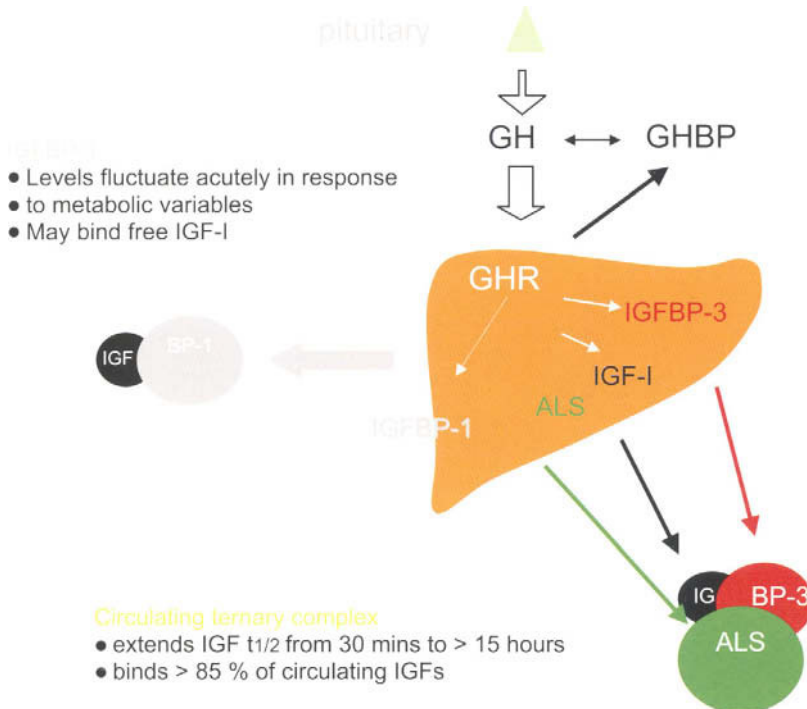 pituitary
GH ↔ GHBP
IGFBP-1
● Levels fluctuate acutely in response
● to metabolic variables
● May bind free IGF-I
GHR
IGFBP-3
IGF BP-1
IGF-I
ALS
IGFBP-1
IG BP-3
ALS
Circulating ternary complex
● extends IGF t1/2 from 30 mins to > 15 hours
● binds > 85 % of circulating IGFs